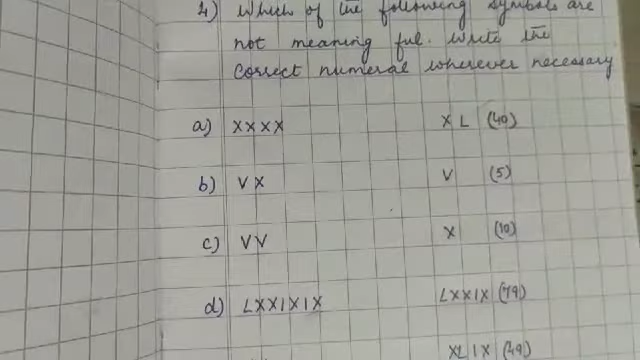 4) Which of the following symbols are
not meaning ful. Write the
correct numeral wherever necessary
a) XXXX XL (40)
b) VX V (5)
c) VV X (10)
d) LXXIXIX LXXIX (79)
XLIX (49)